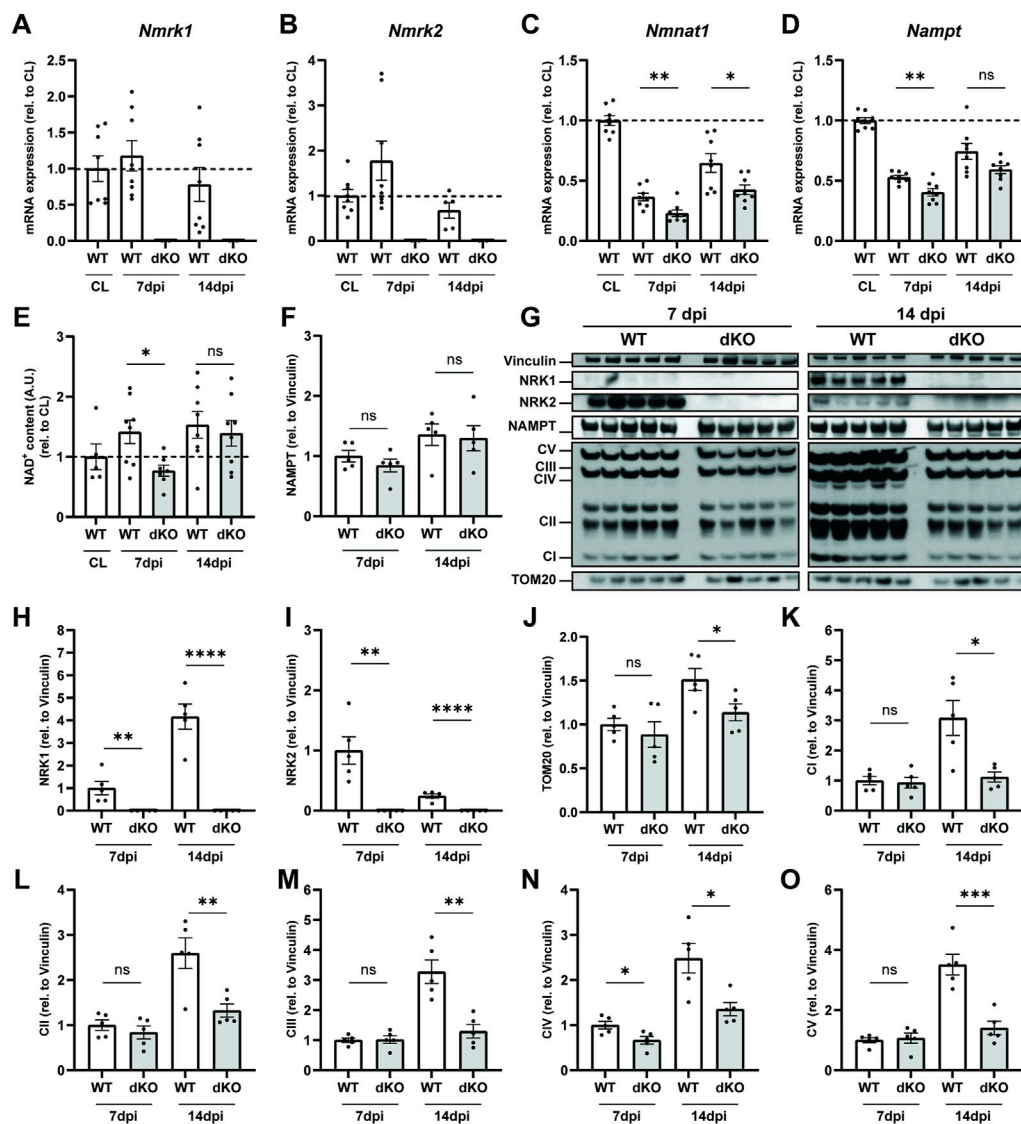 A
Nmrk1
mRNA expression (rel. to CL)
2.5
2.0
1.5
1.0
0.5
0.0
WT WT dKO WT dKO
CL 7dpi 14dpi
B
Nmrk2
mRNA expression (rel. to CL)
4
3
2
1
0
WT WT dKO WT dKO
CL 7dpi 14dpi
C
Nmnat1
mRNA expression (rel. to CL)
1.5
1.0
0.5
0.0
** *
WT WT dKO WT dKO
CL 7dpi 14dpi
D
Nampt
mRNA expression (rel. to CL)
1.5
1.0
0.5
0.0
** ns
WT WT dKO WT dKO
CL 7dpi 14dpi
E
NAD+ content (A.U.)
(rel. to CL)
3
2
1
0
* ns
WT WT dKO WT dKO
CL 7dpi 14dpi
F
NAMPT (rel. to Vinculin)
3
2
1
0
ns ns
WT dKO WT dKO
7dpi 14dpi
G
7 dpi 14 dpi
WT dKO WT dKO
Vinculin
NRK1
NRK2
NAMPT
CV
CIII
CIV
CII
CI
TOM20
H
NRK1 (rel. to Vinculin)
8
7
6
5
4
3
2
1
0
** ****
WT dKO WT dKO
7dpi 14dpi
I
NRK2 (rel. to Vinculin)
3
2
1
0
** ****
WT dKO WT dKO
7dpi 14dpi
J
TOM20 (rel. to Vinculin)
2.0
1.5
1.0
0.5
0.0
ns *
WT dKO WT dKO
7dpi 14dpi
K
CI (rel. to Vinculin)
6
5
4
3
2
1
0
ns *
WT dKO WT dKO
7dpi 14dpi
L
CII (rel. to Vinculin)
4
3
2
1
0
ns **
WT dKO WT dKO
7dpi 14dpi
M
CIII (rel. to Vinculin)
6
5
4
3
2
1
0
ns **
WT dKO WT dKO
7dpi 14dpi
N
CIV (rel. to Vinculin)
4
3
2
1
0
* *
WT dKO WT dKO
7dpi 14dpi
O
CV (rel. to Vinculin)
6
5
4
3
2
1
0
ns ***
WT dKO WT dKO
7dpi 14dpi